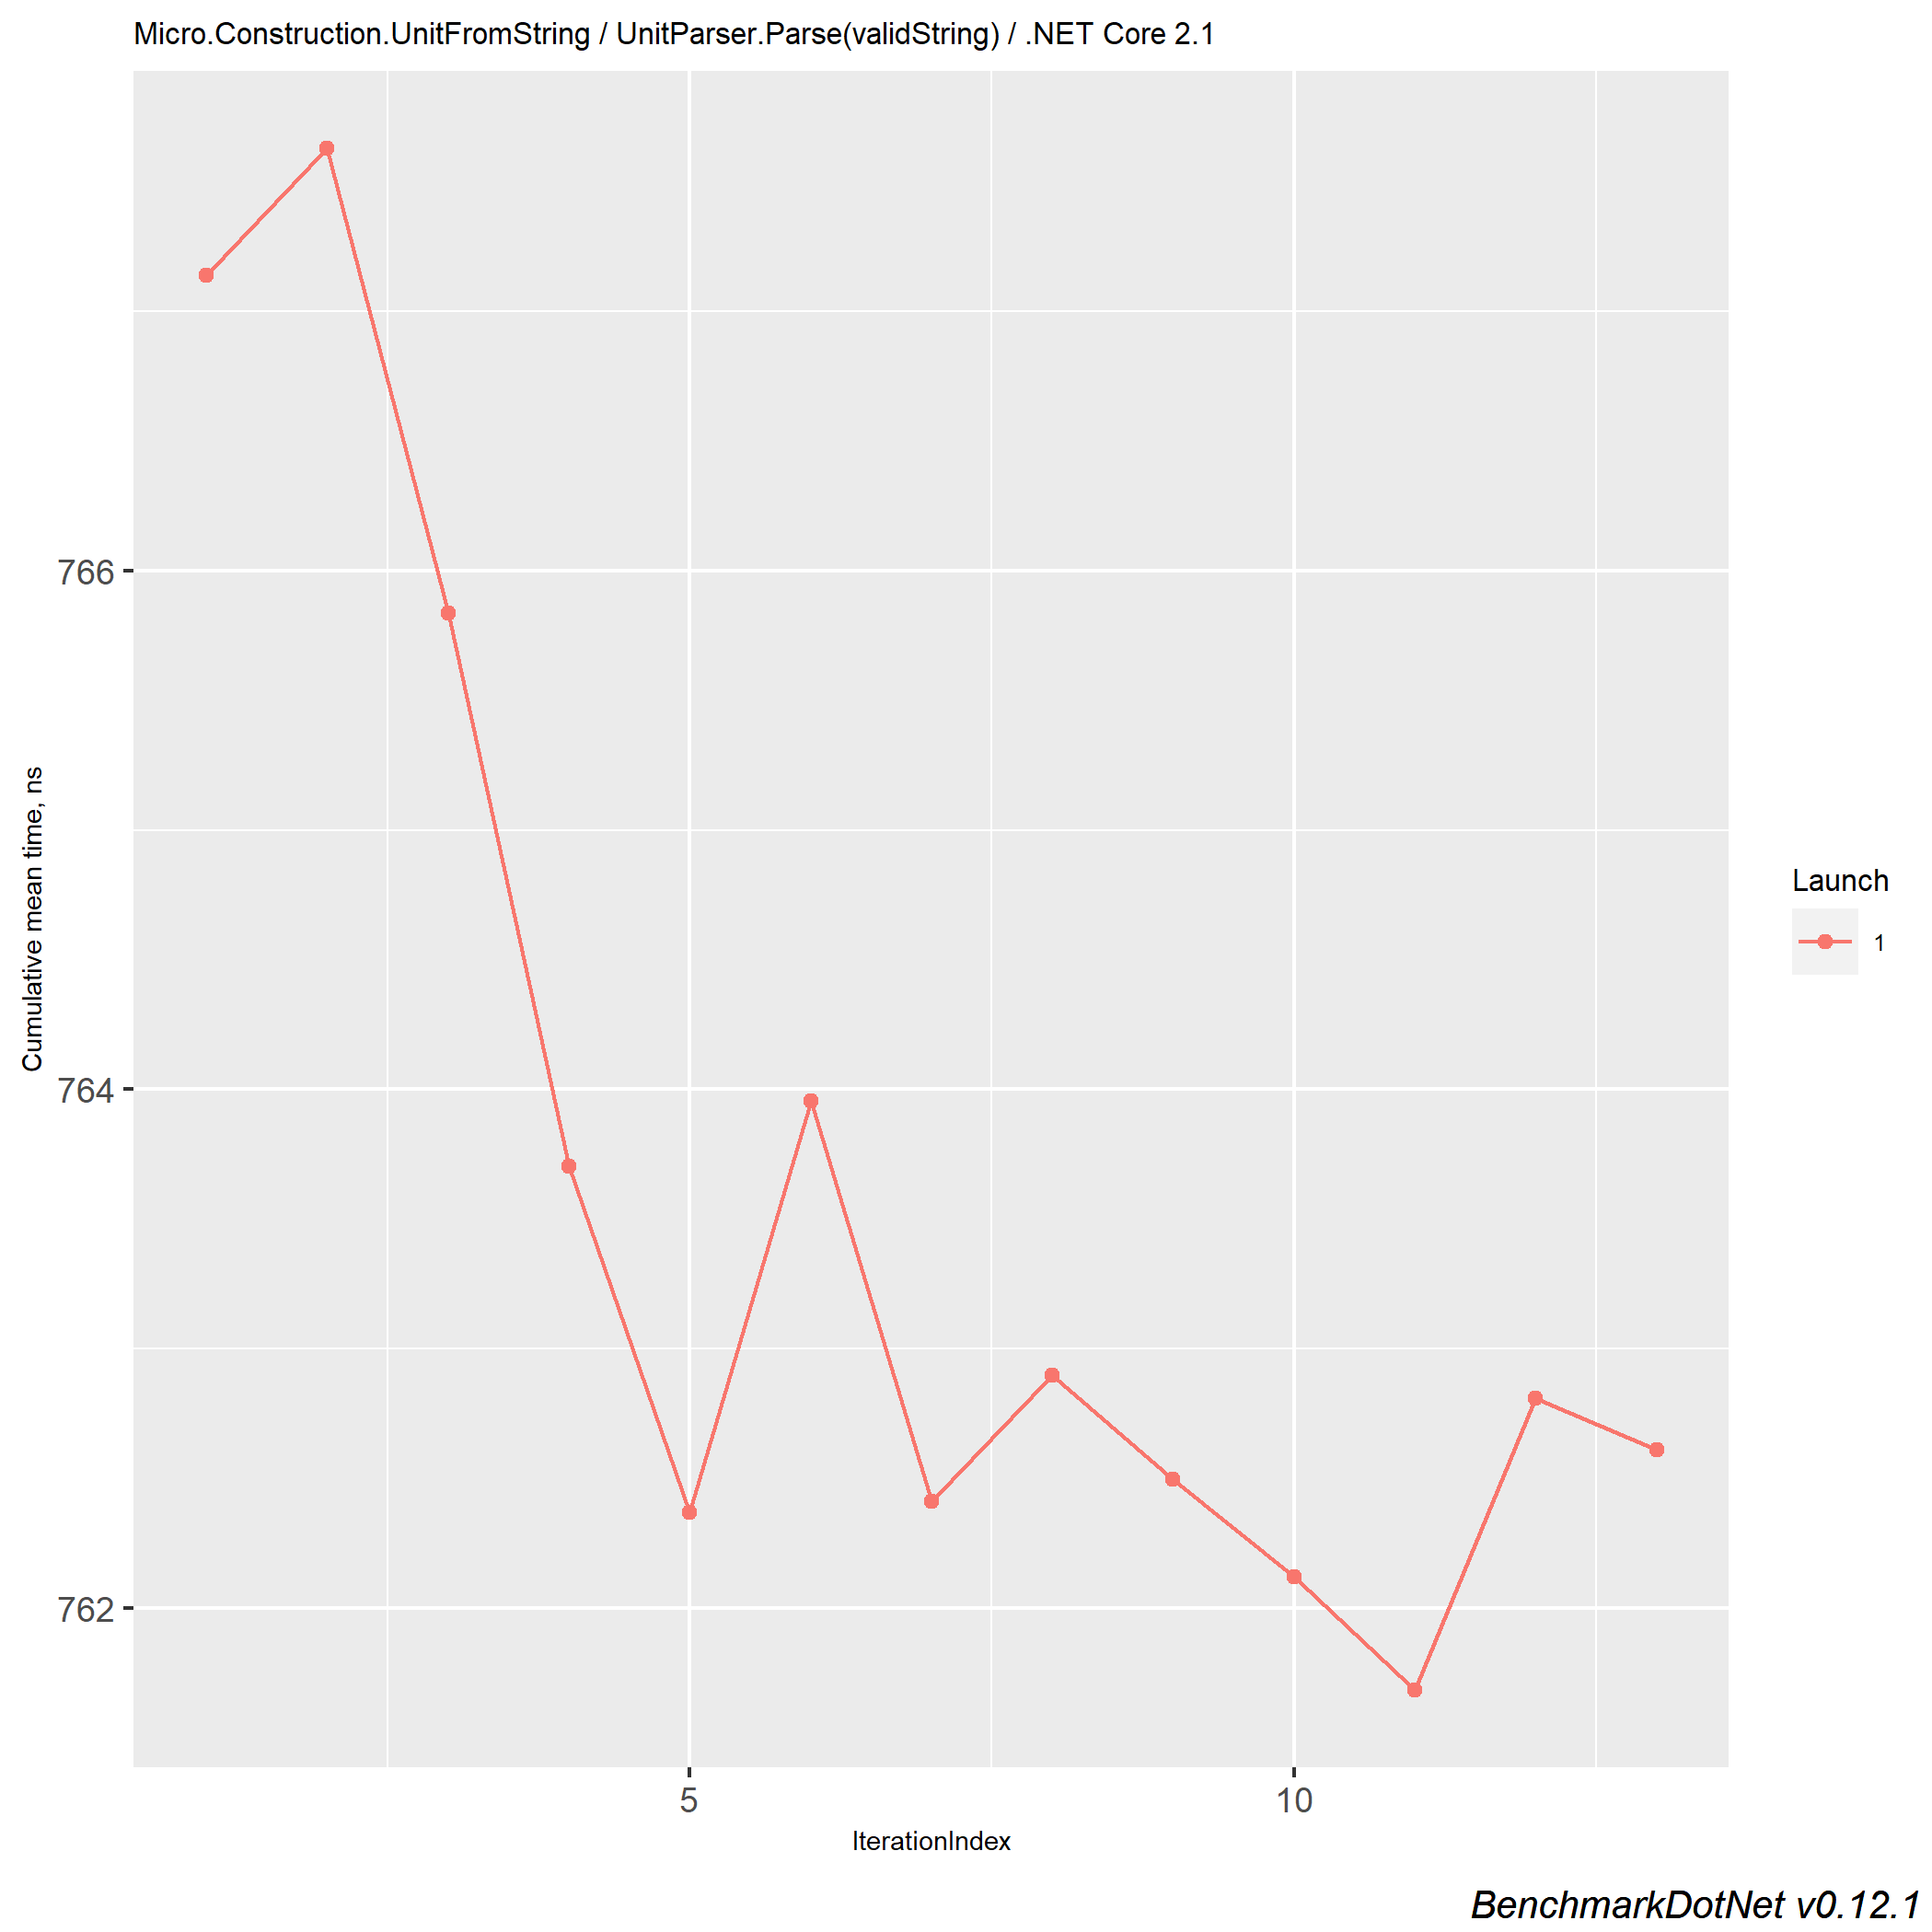 Micro.Construction.UnitFromString / UnitParser.Parse(validString) / .NET Core 2.1
766
764
762
Cumulative mean time, ns
5
10
IterationIndex
Launch
1
BenchmarkDotNet v0.12.1